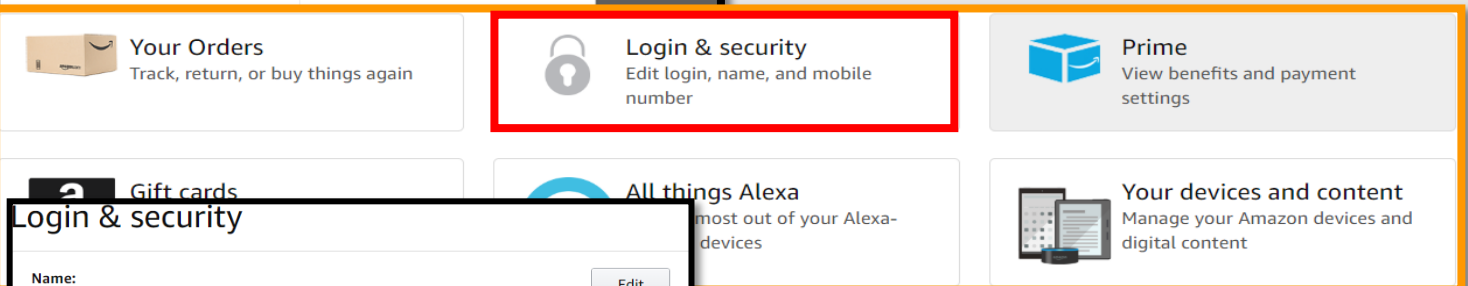 Your Orders
Track, return, or buy things again
Login & security
Edit login, name, and mobile
number
Prime
View benefits and payment
settings
Gift cards
All things Alexa
most out of your Alexa-
devices
Your devices and content
Manage your Amazon devices and
digital content
Login & security
Name:
Edit